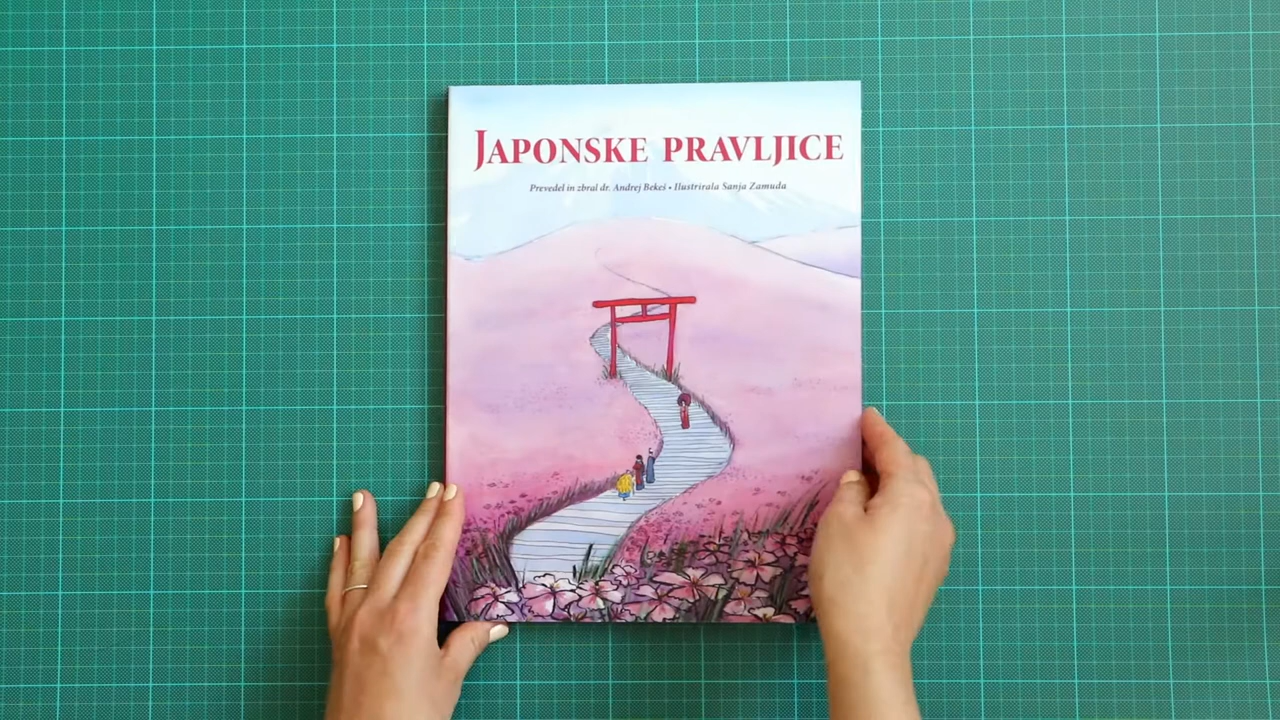 JAPONSKE PRAVLJICE
Prevedel in zbral dr. Andrej Bekeš • Ilustrirala Sanja Zamuda